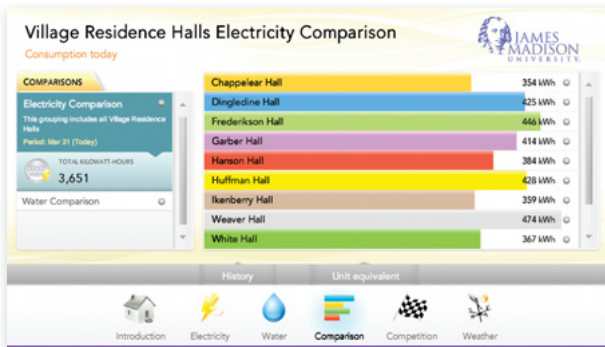 Village Residence Halls Electricity Comparison
Consumption today
JAMES
MADISON
UNIVERSITY.
COMPARISONS
Electricity Comparison
This grouping includes all Village Residence
Halls
Period: Mar 31 (Today)
TOTAL KILOWATT-HOURS
3,651
Water Comparison
Chappelear Hall 354 kWh
Dingledine Hall 425 kWh
Frederikson Hall 446 kWh
Garber Hall 414 kWh
Hanson Hall 384 kWh
Huffman Hall 428 kWh
Ikenberry Hall 359 kWh
Weaver Hall 474 kWh
White Hall 367 kWh
History Unit equivalent
Introduction Electricity Water Comparison Competition Weather